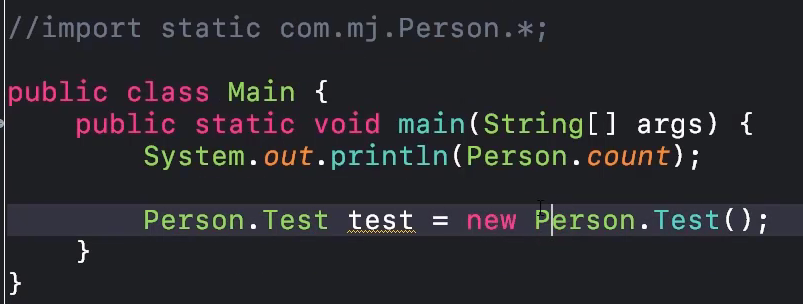 //import static com.mj.Person.*;
public class Main {
public static void main(String[] args) {
System.out.println(Person.count);
Person.Test test = new Person.Test();
}
}